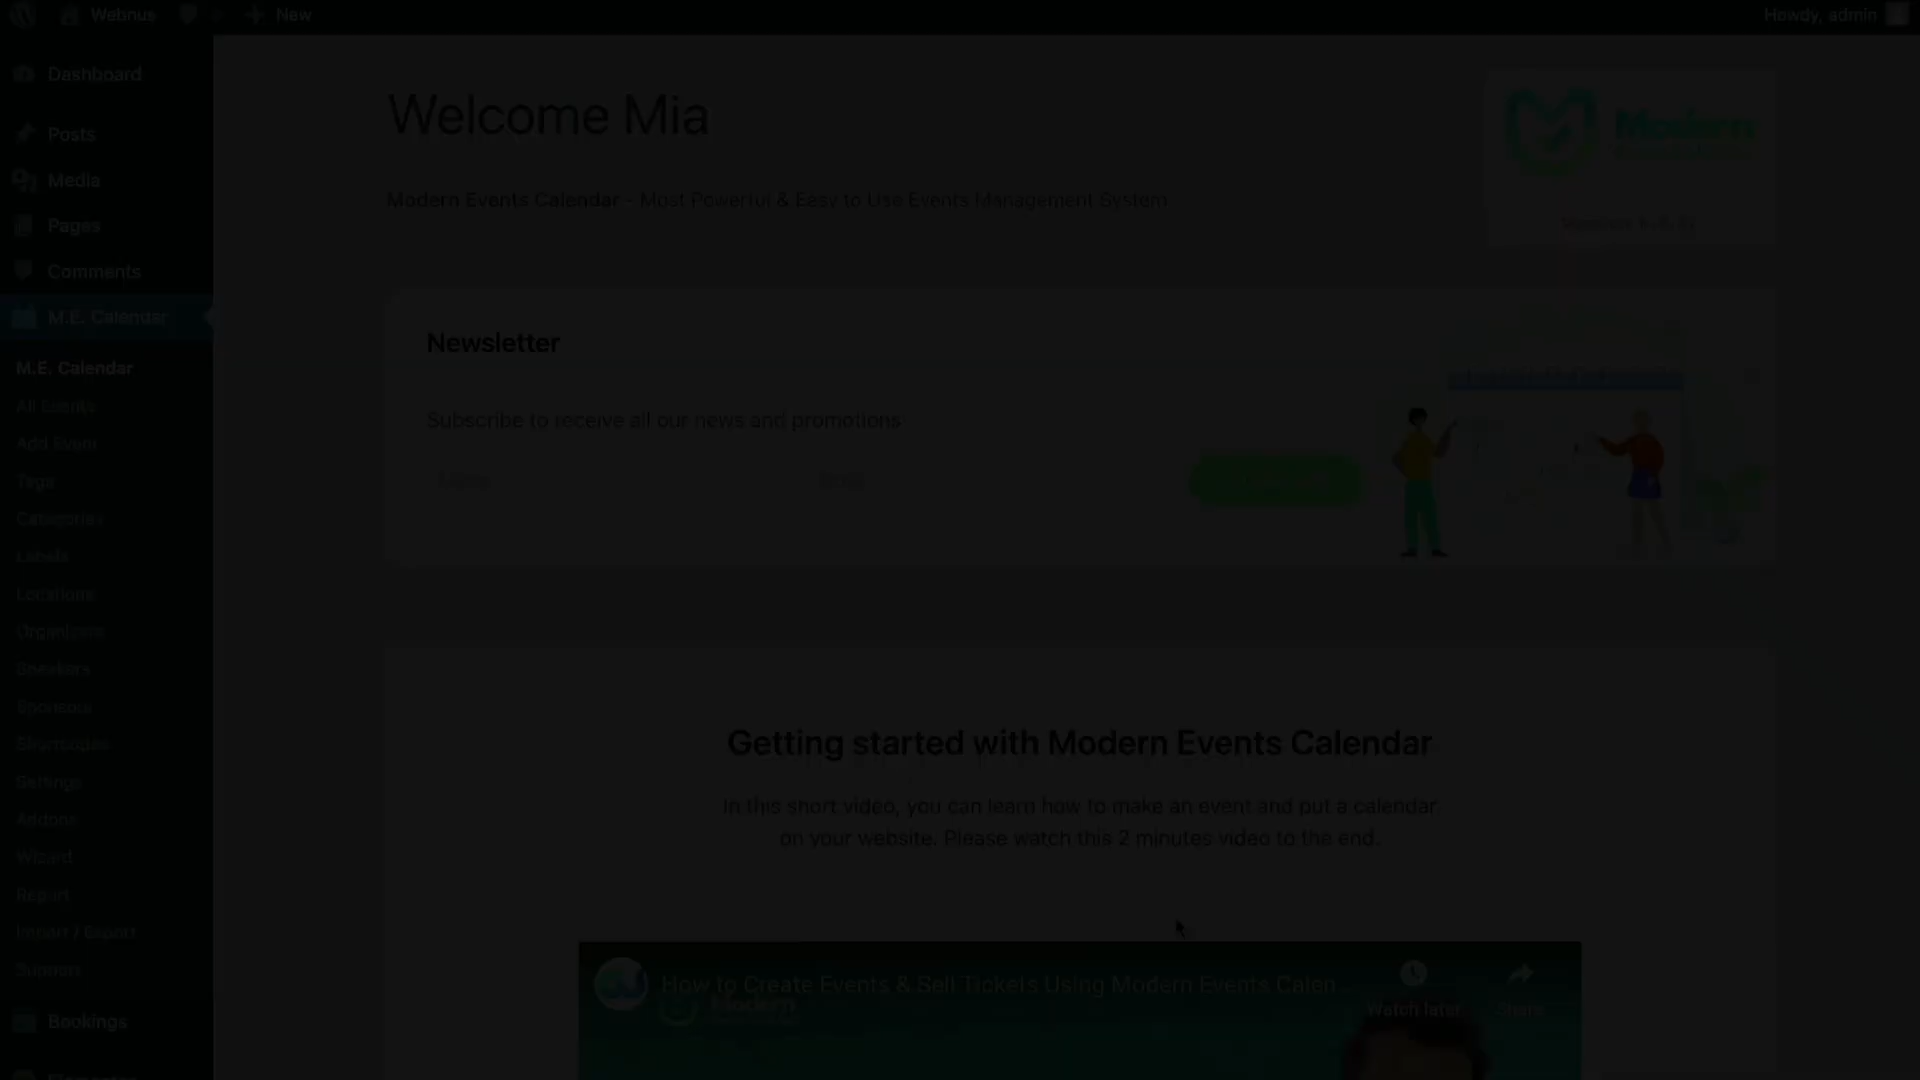 Webnus
New
Howdy, admin
Dashboard
Posts
Media
Pages
Comments
M.E. Calendar
M.E. Calendar
All Events
Add Event
Tags
Categories
Labels
Locations
Organizers
Speakers
Sponsors
Shortcodes
Settings
Addons
Wizard
Report
Import / Export
Support
Bookings
Welcome Mia
Modern Events Calendar - Most Powerful & Easy to Use Events Management System
Modern
Newsletter
Subscribe to receive all our news and promotions
Getting started with Modern Events Calendar
In this short video, you can learn how to make an event and put a calendar
on your website. Please watch this 2 minutes video to the end.
How to Create Events & Sell Tickets Using Modern Events Calen
Watch later
Share
Modern